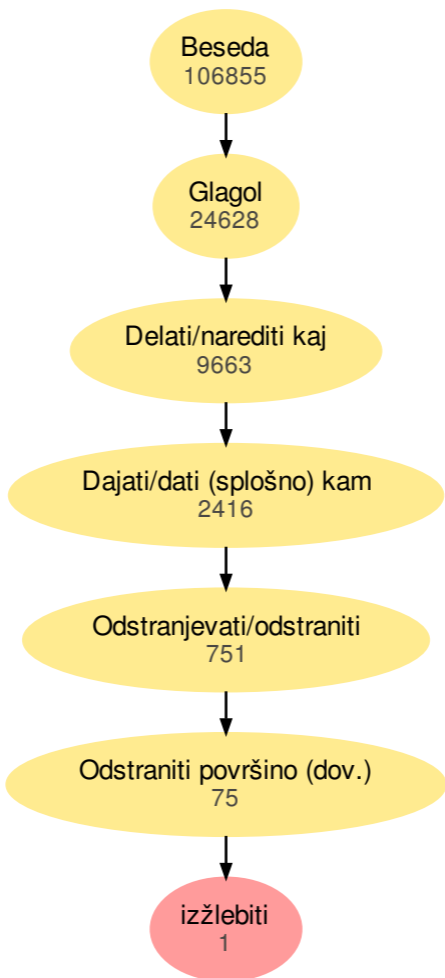 Beseda
106855
Glagol
24628
Delati/narediti kaj
9663
Dajati/dati (splošno) kam
2416
Odstranjevati/odstraniti
751
Odstraniti površino (dov.)
75
izžlebiti
1